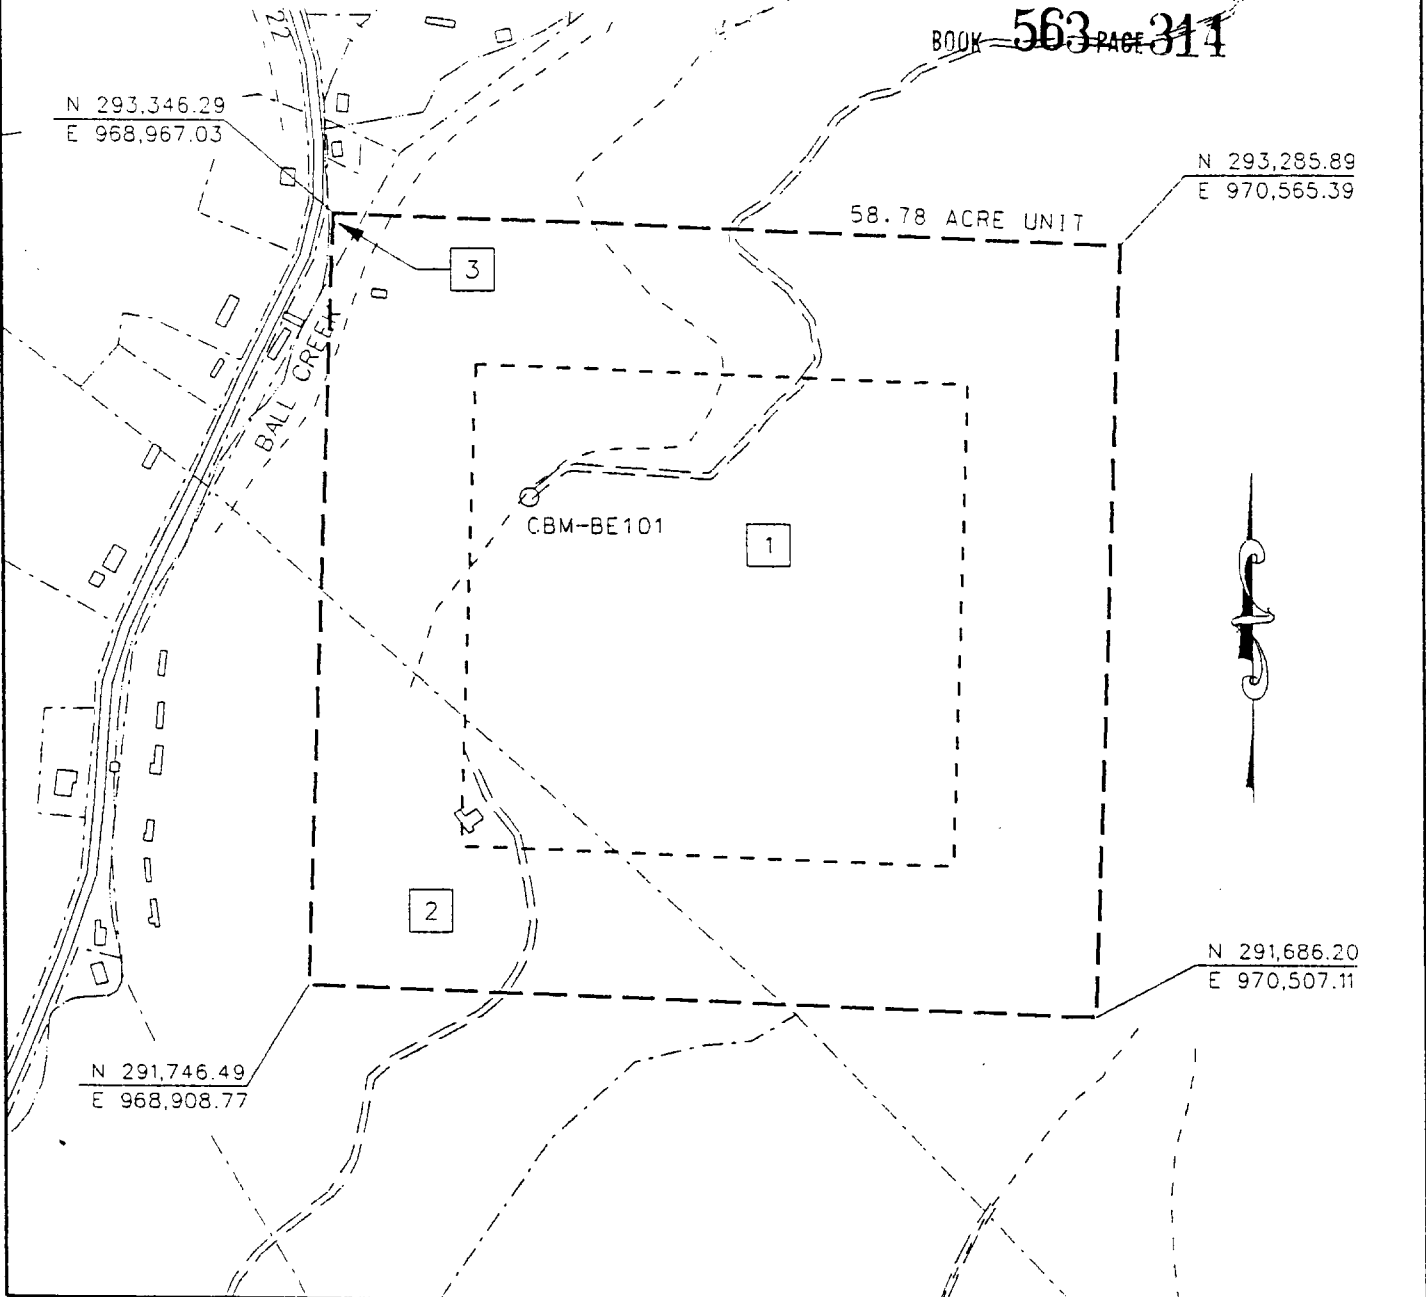 BOOK 563 PAGE 314
22
N 293,346.29
E 968,967.03
N 293,285.89
E 970,565.39
58.78 ACRE UNIT
3
BALL CREEK
CBM-BE101
1
2
N 291,686.20
E 970,507.11
N 291,746.49
E 968,908.77